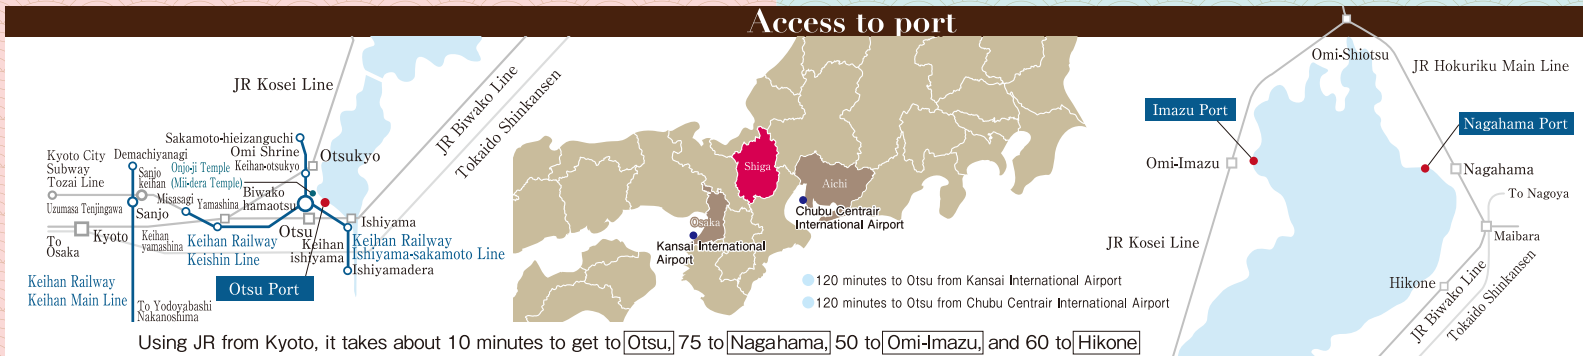 Access to port
JR Kosei Line
JR Biwako Line
Tokaido Shinkansen
Sakamoto-hieizanguchi
Omi Shrine
Otsukyo
Kyoto City
Subway
Tozai Line
Demachiyanagi
Sanjo
keihan
Onjo-ji Temple
(Mii-dera Temple)
Keihan-otsukyo
Uzumasa Tenjingawa
Sanjo
Misasagi
Yamashina
Biwako
hamaotsu
Ishiyama
To
Osaka
Kyoto
Keihan
yamashina
Keihan Railway
Keishin Line
Otsu
Keihan
ishiyama
Keihan Railway
Ishiyama-sakamoto Line
Ishiyamadera
Otsu Port
Keihan Railway
Keihan Main Line
To Yodoyabashi
Nakanoshima
Shiga
Aichi
Osaka
Chubu Centrair
International Airport
Kansai International
Airport
120 minutes to Otsu from Kansai International Airport
120 minutes to Otsu from Chubu Centrair International Airport
Omi-Shiotsu
JR Hokuriku Main Line
Imazu Port
Nagahama Port
Omi-Imazu
Nagahama
To Nagoya
JR Kosei Line
Maibara
Hikone
JR Biwako Line
Tokaido Shinkansen
Using JR from Kyoto, it takes about 10 minutes to get to Otsu, 75 to Nagahama, 50 to Omi-Imazu, and 60 to Hikone